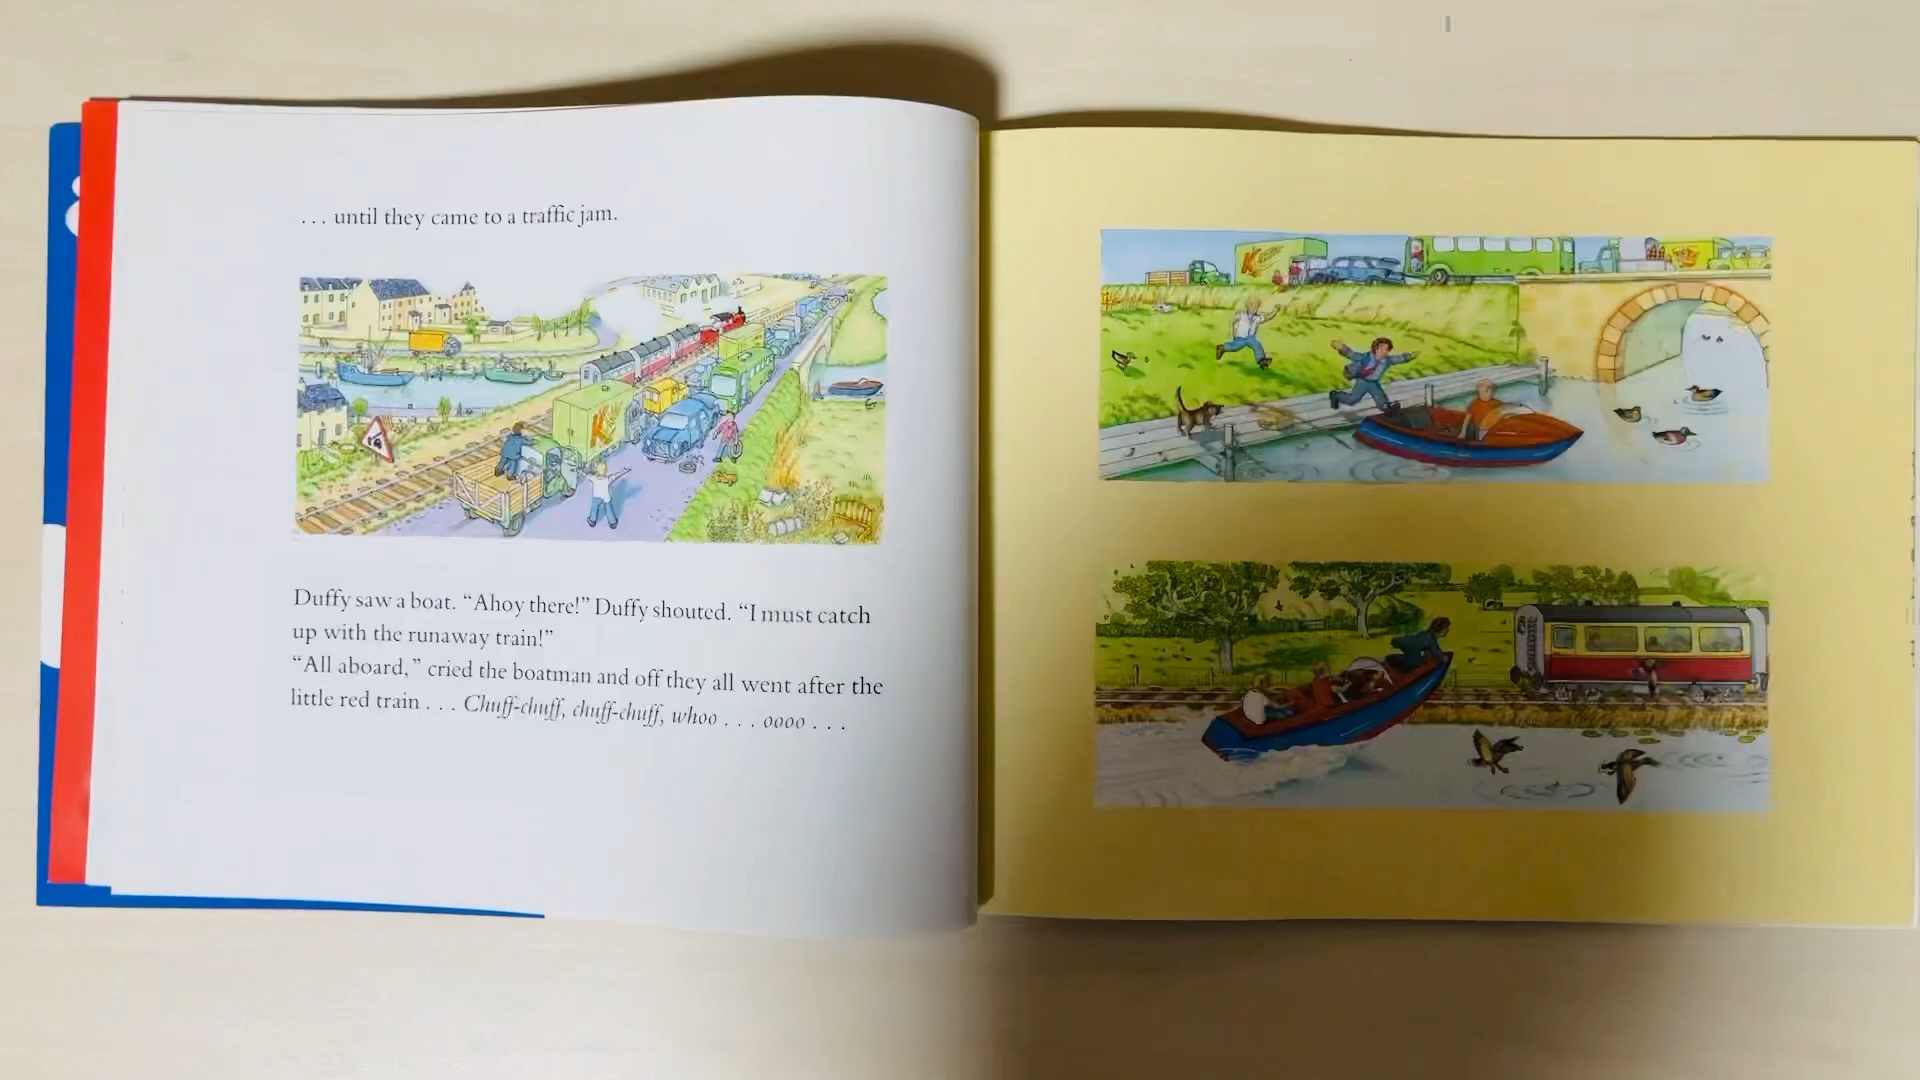 . . . until they came to a traffic jam.
Duffy saw a boat. “Ahoy there!” Duffy shouted. “I must catch
up with the runaway train!”
“All aboard,” cried the boatman and off they all went after the
little red train . . . Chuff-chuff, chuff-chuff, whoo . . . oooo . . .